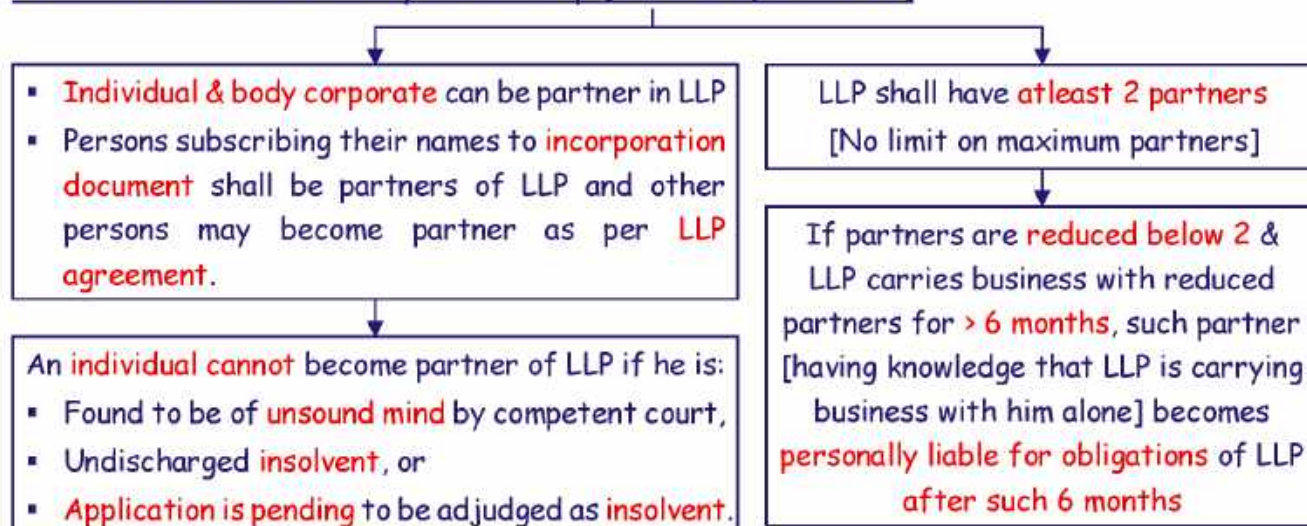 ▪ Individual & body corporate can be partner in LLP
▪ Persons subscribing their names to incorporation
document shall be partners of LLP and other
persons may become partner as per LLP
agreement.
An individual cannot become partner of LLP if he is:
▪ Found to be of unsound mind by competent court,
▪ Undischarged insolvent, or
▪ Application is pending to be adjudged as insolvent.
LLP shall have atleast 2 partners
[No limit on maximum partners]
If partners are reduced below 2 &
LLP carries business with reduced
partners for > 6 months, such partner
[having knowledge that LLP is carrying
business with him alone] becomes
personally liable for obligations of LLP
after such 6 months